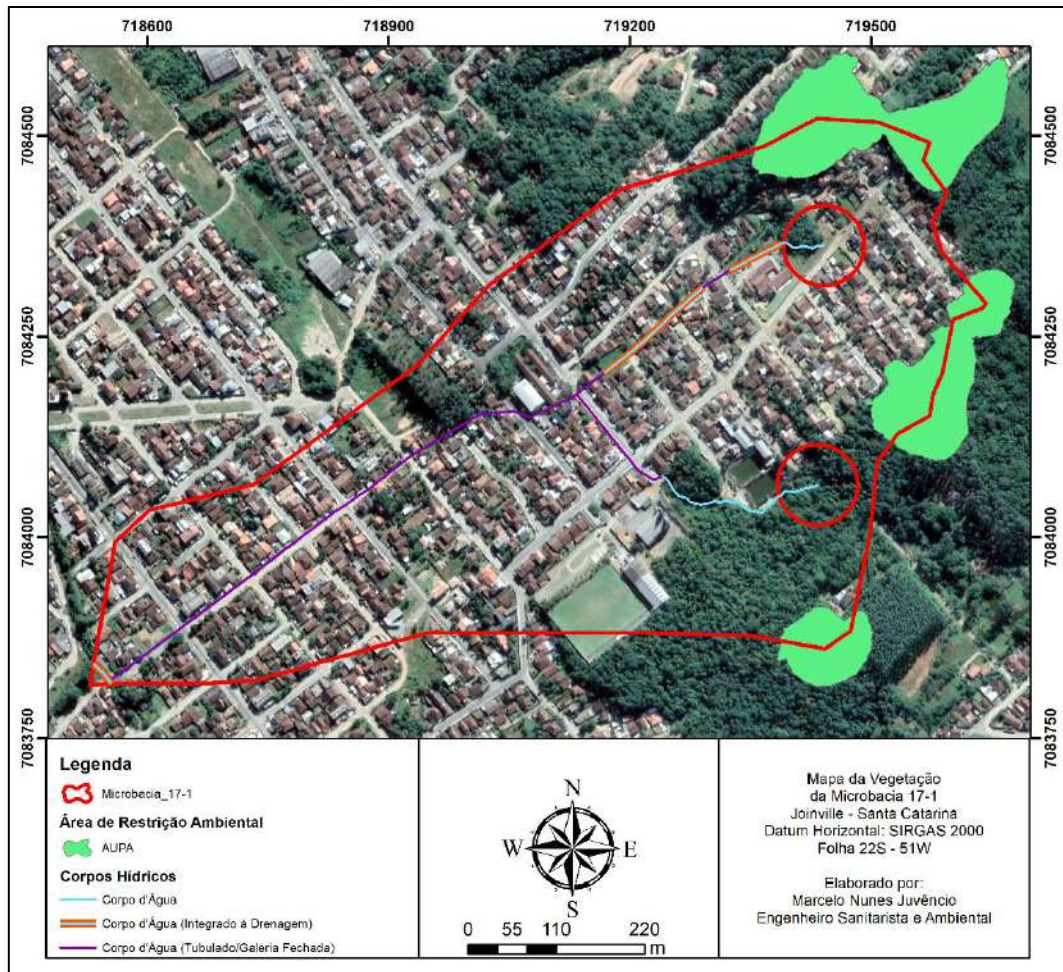 718600 718900 719200 719500
7084500 7084500
7084250 7084250
7084000 7084000
7083750 7083750
Legenda
Microbacia_17-1
Área de Restrição Ambiental
AUPA
Corpos Hídricos
Corpo d'Água
Corpo d'Água (Integrado à Drenagem)
Corpo d'Água (Tubulado/Galeria Fechada)
N
W E
S
0 55 110 220
m
Mapa da Vegetação
da Microbacia 17-1
Joinville - Santa Catarina
Datum Horizontal: SIRGAS 2000
Folha 22S - 51W
Elaborado por:
Marcelo Nunes Juvêncio
Engenheiro Sanitarista e Ambiental